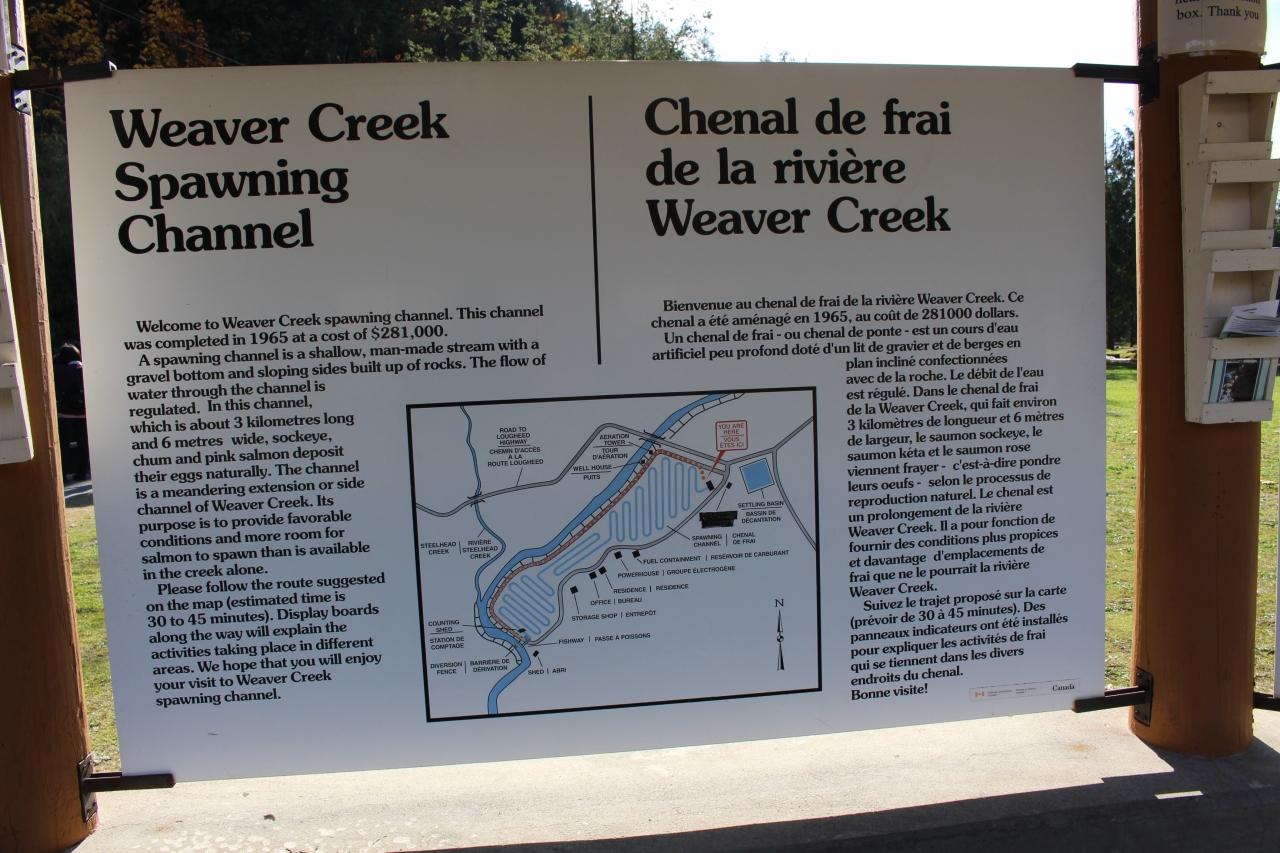 box. Thank you
Weaver Creek
Spawning
Channel
Welcome to Weaver Creek spawning channel. This channel
was completed in 1965 at a cost of $281,000.
A spawning channel is a shallow, man-made stream with a
gravel bottom and sloping sides built up of rocks. The flow of
water through the channel is
regulated. In this channel,
which is about 3 kilometres long
and 6 metres wide, sockeye,
chum and pink salmon deposit
their eggs naturally. The channel
is a meandering extension or side
channel of Weaver Creek. Its
purpose is to provide favorable
conditions and more room for
salmon to spawn than is available
in the creek alone.
Please follow the route suggested
on the map (estimated time is
30 to 45 minutes). Display boards
along the way will explain the
activities taking place in different
areas. We hope that you will enjoy
your visit to Weaver Creek
spawning channel.
Chenal de frai
de la rivière
Weaver Creek
Bienvenue au chenal de frai de la rivière Weaver Creek. Ce
chenal a été aménagé en 1965, au coût de 281000 dollars.
Un chenal de frai - ou chenal de ponte - est un cours d'eau
artificiel peu profond doté d'un lit de gravier et de berges en
plan incliné confectionnées
avec de la roche. Le débit de l'eau
est régulé. Dans le chenal de frai
de la Weaver Creek, qui fait environ
3 kilomètres de longueur et 6 mètres
de largeur, le saumon sockeye, le
saumon kéta et le saumon rose
viennent frayer - c'est-à-dire pondre
leurs oeufs - selon le processus de
reproduction naturel. Le chenal est
un prolongement de la rivière
Weaver Creek. Il a pour fonction de
fournir des conditions plus propices
et davantage d'emplacements de
frai que ne le pourrait la rivière
Weaver Creek.
Suivez le trajet proposé sur la carte
(prévoir de 30 à 45 minutes). Des
panneaux indicateurs ont été installés
pour expliquer les activités de frai
qui se tiennent dans les divers
endroits du chenal.
Bonne visite!
ROAD TO
LOUGHEED
HIGHWAY
CHEMIN D'ACCÈS
À LA
ROUTE LOUGHEED
AERATION
TOWER
TOUR
D'AÉRATION
WELL HOUSE
PUITS
YOU ARE
HERE
VOUS
ÊTES ICI
SETTLING BASIN
BASSIN DE
DÉCANTATION
SPAWNING
CHANNEL
CHENAL
DE FRAI
STEELHEAD
CREEK
RIVIÈRE
STEELHEAD
CREEK
FUEL CONTAINMENT | RESÉRVOIR DE CARBURANT
POWERHOUSE | GROUPE ÉLECTROGÈNE
RESIDENCE | RESIDENCE
OFFICE | BUREAU
STORAGE SHOP | ENTREPÔT
COUNTING
SHED
STATION DE
COMPTAGE
FISHWAY | PASSE À POISSONS
DIVERSION
FENCE
BARRIÈRE DE
DÉRIVATION
SHED | ABRI
N
Canada